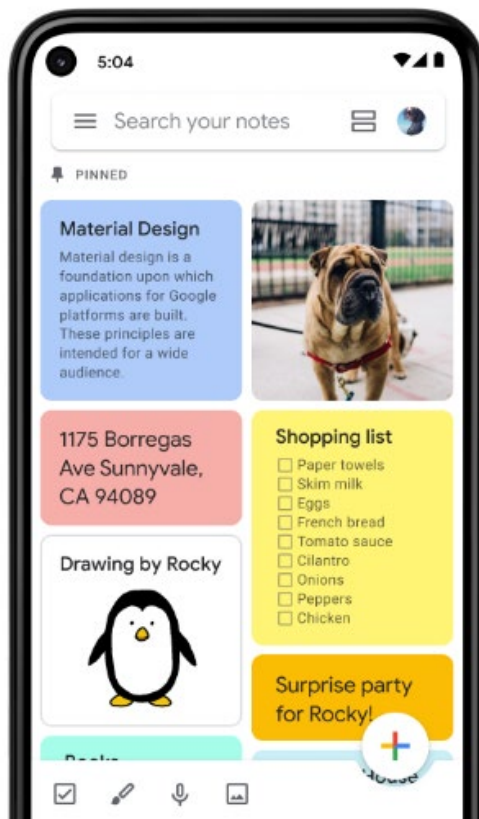 5:04
Search your notes
PINNED
Material Design
Material design is a
foundation upon which
applications for Google
platforms are built.
These principles are
intended for a wide
audience.
1175 Borregas
Ave Sunnyvale,
CA 94089
Drawing by Rocky
Shopping list
Paper towels
Skim milk
Eggs
French bread
Tomato sauce
Cilantro
Onions
Peppers
Chicken
Surprise party
for Rocky!